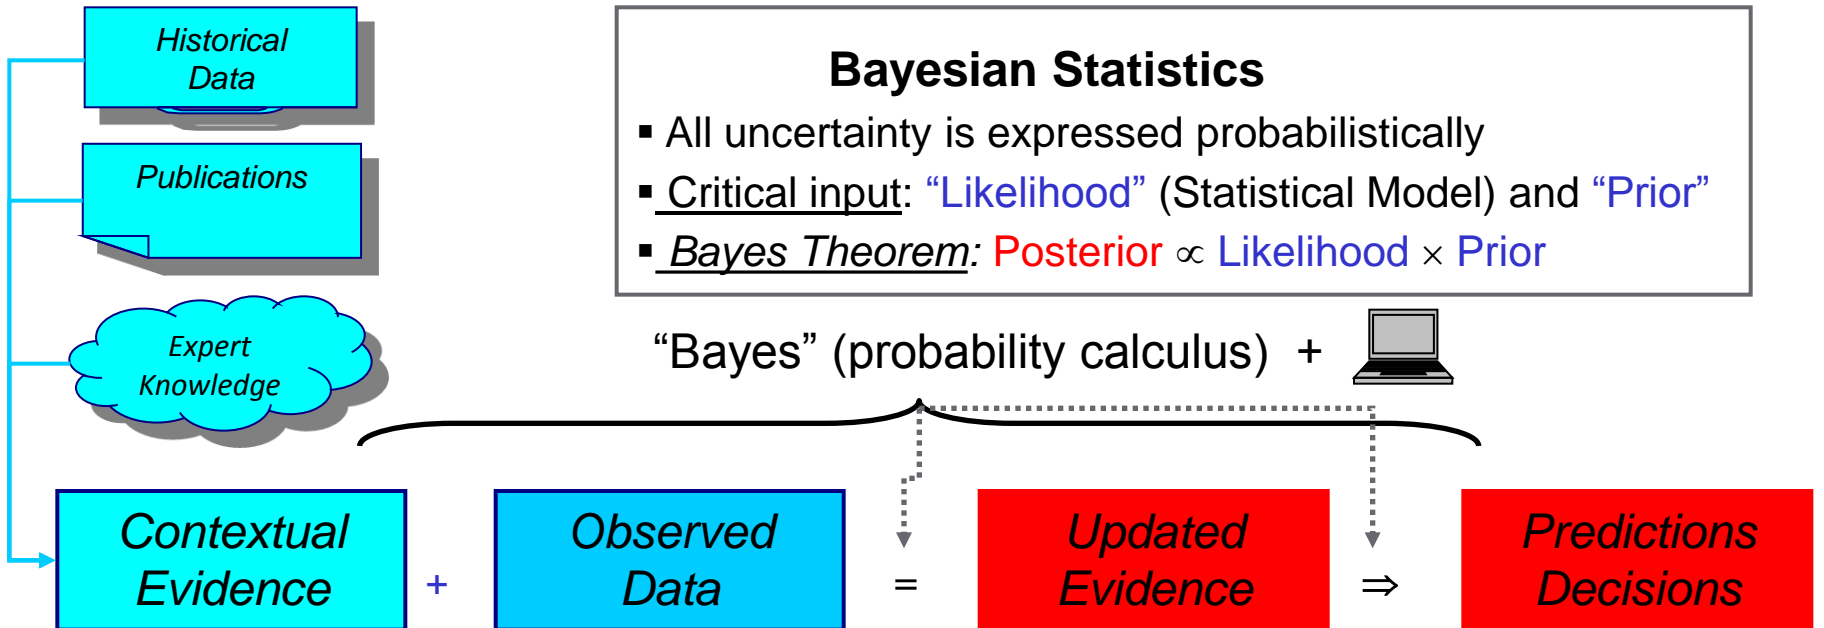 Historical
Data
Publications
Expert
Knowledge
Bayesian Statistics
▪ All uncertainty is expressed probabilistically
▪ Critical input: “Likelihood” (Statistical Model) and “Prior”
▪ Bayes Theorem: Posterior ∝ Likelihood × Prior
“Bayes” (probability calculus) +
Contextual
Evidence
+
Observed
Data
=
Updated
Evidence
⇒
Predictions
Decisions